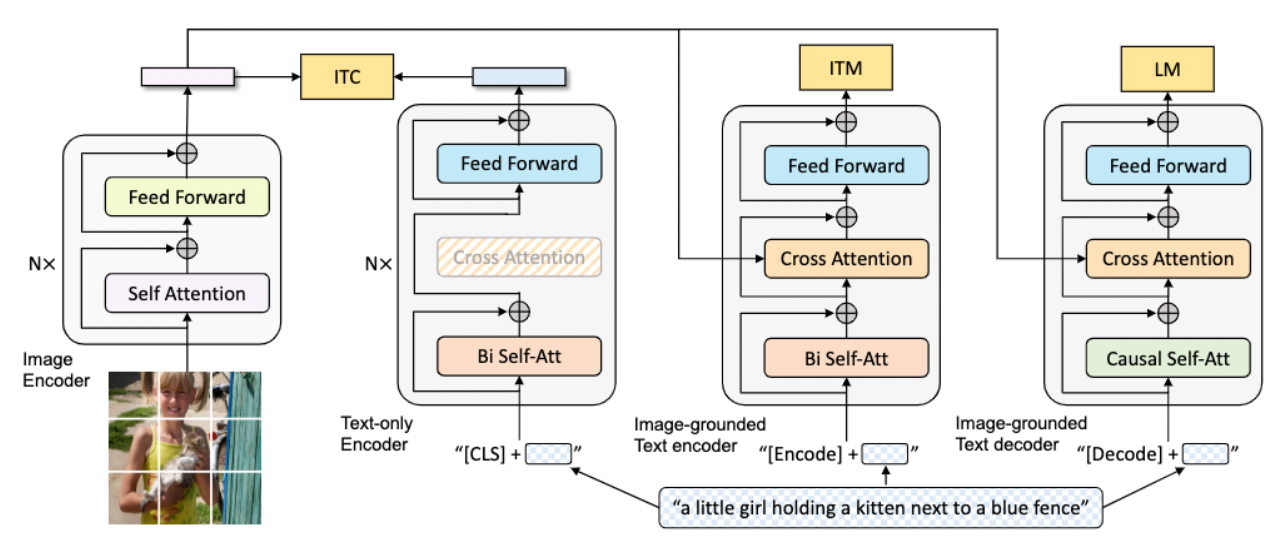 ITC
ITM
LM
Feed Forward
Self Attention
N×
Image
Encoder
Feed Forward
Cross Attention
Bi Self-Att
N×
Text-only
Encoder
“[CLS] + ”
Feed Forward
Cross Attention
Bi Self-Att
Image-grounded
Text encoder
“[Encode] + ”
Feed Forward
Cross Attention
Causal Self-Att
Image-grounded
Text decoder
“[Decode] + ”
“a little girl holding a kitten next to a blue fence”